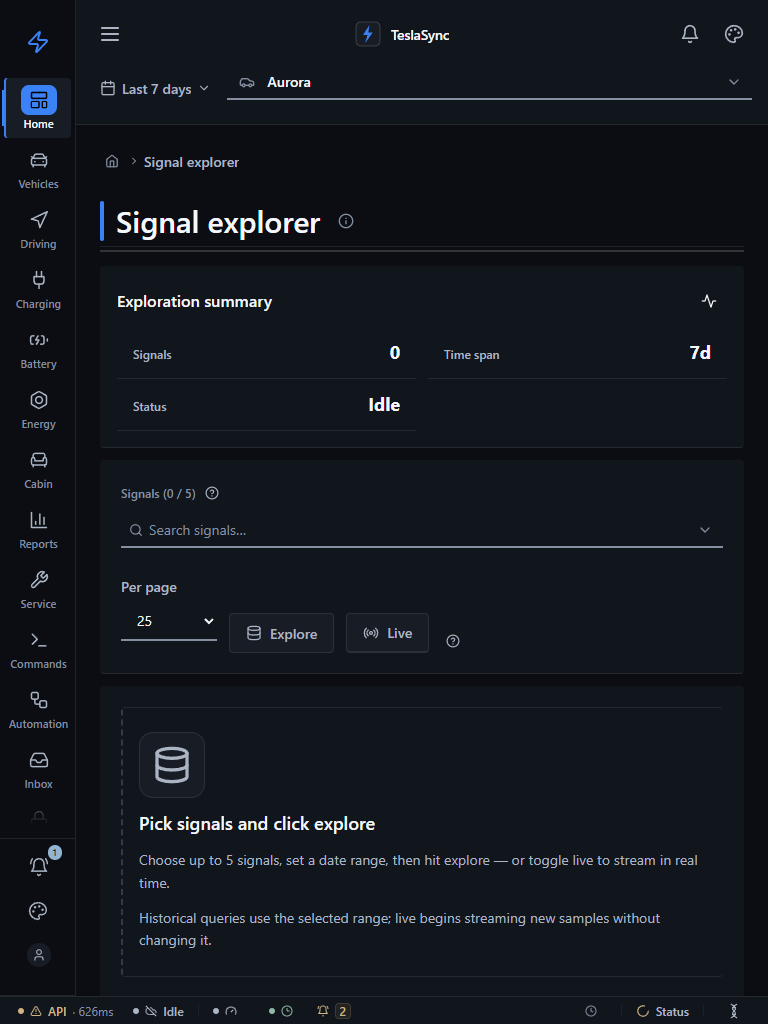 TeslaSync
Last 7 days
Aurora
Home
Vehicles
Driving
Charging
Battery
Energy
Cabin
Reports
Service
Commands
Automation
Inbox
1
Signal explorer
Signal explorer
Exploration summary
Signals 0
Time span 7d
Status Idle
Signals (0 / 5)
Search signals...
Per page
25
Explore
Live
Pick signals and click explore
Choose up to 5 signals, set a date range, then hit explore — or toggle live to stream in real
time.
Historical queries use the selected range; live begins streaming new samples without
changing it.
API · 626ms
Idle
2
Status